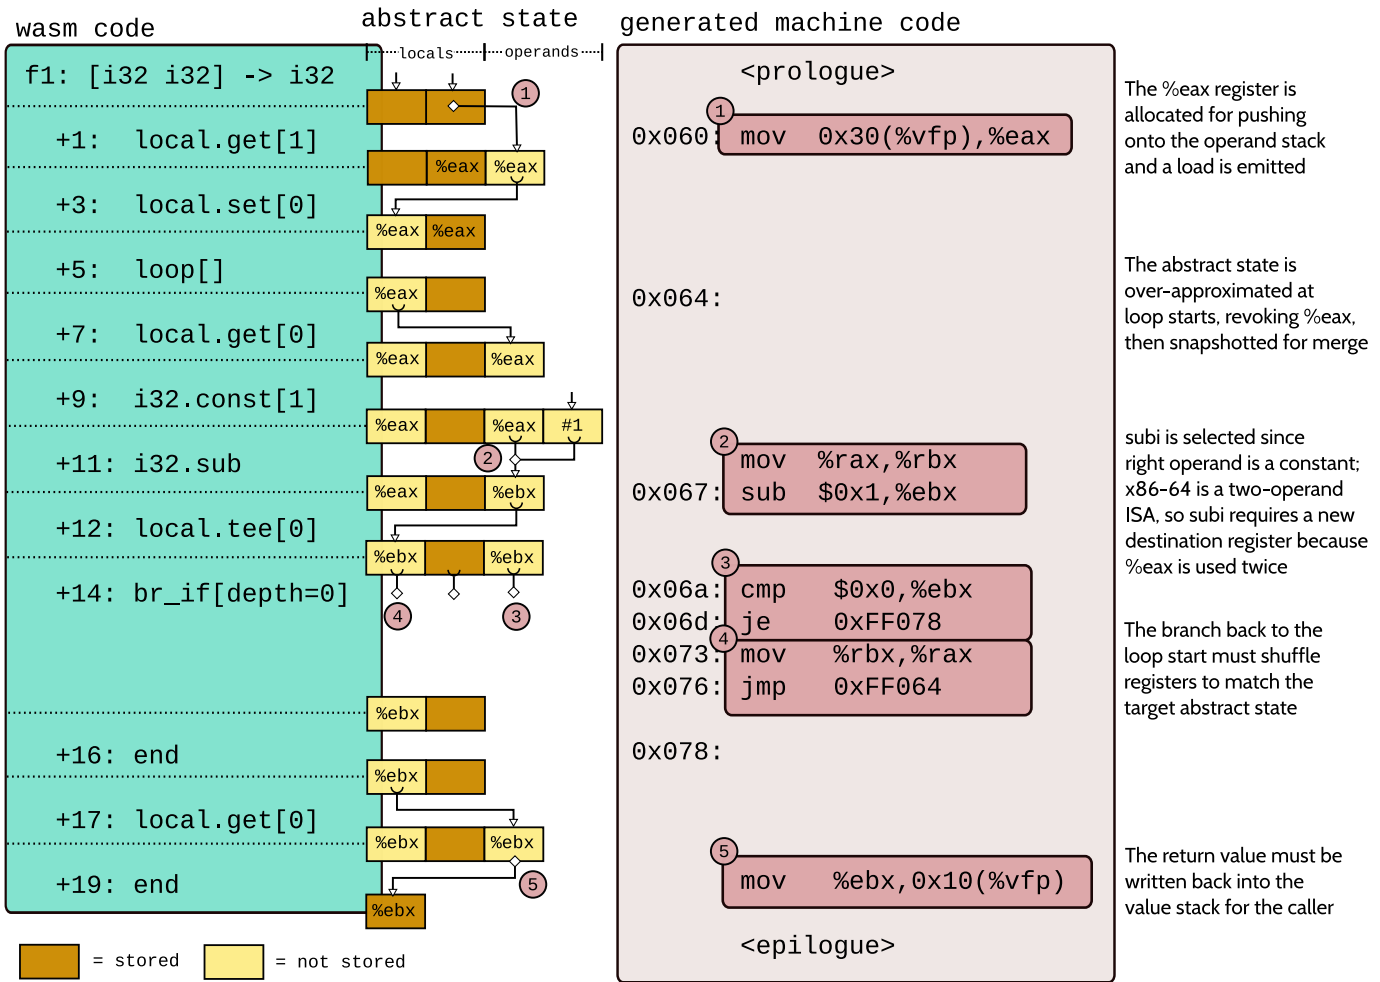 wasm code
abstract state
generated machine code
locals
operands
f1: [i32 i32] -> i32
<prologue>
1
1
0x060: mov 0x30(%vfp),%eax
The %eax register is
allocated for pushing
onto the operand stack
and a load is emitted
+1: local.get[1]
%eax %eax
+3: local.set[0]
%eax %eax
+5: loop[]
%eax
0x064:
The abstract state is
over-approximated at
loop starts, revoking %eax,
then snapshotted for merge
+7: local.get[0]
%eax %eax
+9: i32.const[1]
%eax %eax #1
2
2
mov %rax,%rbx
0x067: sub $0x1,%ebx
subi is selected since
right operand is a constant;
x86-64 is a two-operand
ISA, so subi requires a new
destination register because
%eax is used twice
+11: i32.sub
%eax %ebx
+12: local.tee[0]
%ebx %ebx
+14: br_if[depth=0]
4
3
3
0x06a: cmp $0x0,%ebx
0x06d: je 0xFF078
4
0x073: mov %rbx,%rax
0x076: jmp 0xFF064
The branch back to the
loop start must shuffle
registers to match the
target abstract state
%ebx
0x078:
+16: end
%ebx
+17: local.get[0]
%ebx %ebx
+19: end
5
%ebx
5
mov %ebx,0x10(%vfp)
The return value must be
written back into the
value stack for the caller
<epilogue>
= stored
= not stored